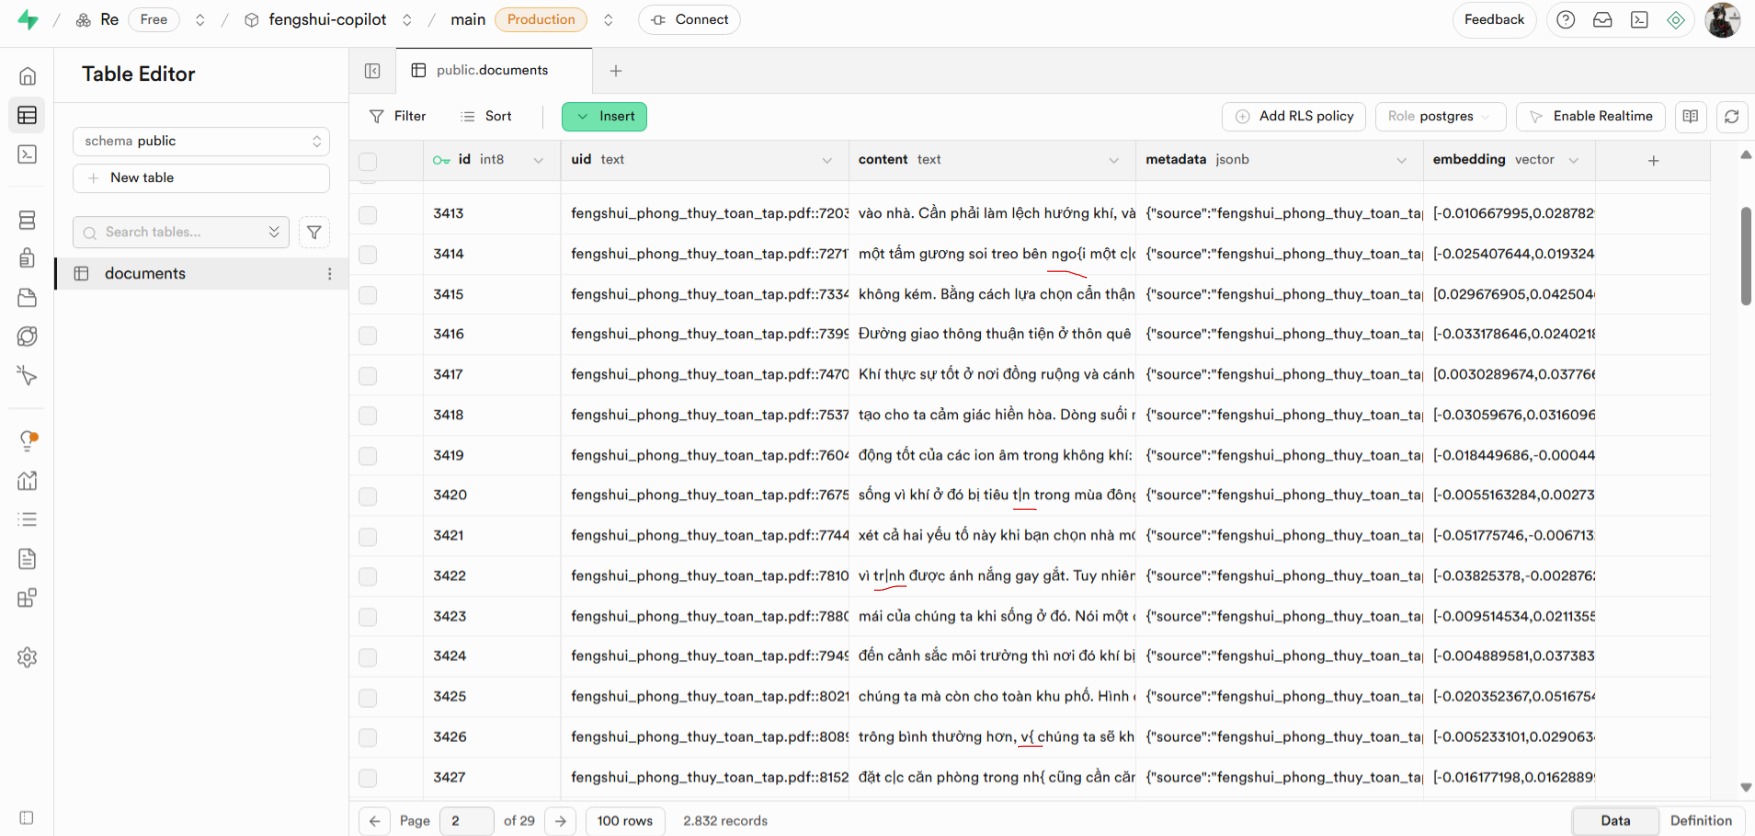 Re Free fengshui-copilot main Production Connect Feedback
Table Editor
public.documents
schema public
New table
Search tables...
documents
Filter Sort Insert Add RLS policy Role postgres Enable Realtime
id int8 uid text content text metadata jsonb embedding vector
3413 fengshui_phong_thuy_toan_tap.pdf::7203 vào nhà. Cần phải làm lệch hướng khí, và {"source":"fengshui_phong_thuy_toan_ta [-0.010667995,0.028782
3414 fengshui_phong_thuy_toan_tap.pdf::7271 một tấm gương soi treo bên ngo{i một c|c {"source":"fengshui_phong_thuy_toan_ta [-0.025407644,0.019324
3415 fengshui_phong_thuy_toan_tap.pdf::7334 không kém. Bằng cách lựa chọn cẩn thận {"source":"fengshui_phong_thuy_toan_ta [0.029676905,0.042504
3416 fengshui_phong_thuy_toan_tap.pdf::7399 Đường giao thông thuận tiện ở thôn quê {"source":"fengshui_phong_thuy_toan_ta [-0.033178646,0.0240218
3417 fengshui_phong_thuy_toan_tap.pdf::7470 Khí thực sự tốt ở nơi đồng ruộng và cánh {"source":"fengshui_phong_thuy_toan_ta [0.0030289674,0.037766
3418 fengshui_phong_thuy_toan_tap.pdf::7537 tạo cho ta cảm giác hiền hòa. Dòng suối {"source":"fengshui_phong_thuy_toan_ta [-0.03059676,0.0316096
3419 fengshui_phong_thuy_toan_tap.pdf::7604 động tốt của các ion âm trong không khí: {"source":"fengshui_phong_thuy_toan_ta [-0.018449686,-0.00044
3420 fengshui_phong_thuy_toan_tap.pdf::7675 sống vì khí ở đó bị tiêu t|n trong mùa đông {"source":"fengshui_phong_thuy_toan_ta [-0.0055163284,0.00273
3421 fengshui_phong_thuy_toan_tap.pdf::7744 xét cả hai yếu tố này khi bạn chọn nhà {"source":"fengshui_phong_thuy_toan_ta [-0.051775746,-0.006713
3422 fengshui_phong_thuy_toan_tap.pdf::7810 vì tr|nh được ánh nắng gay gắt. Tuy nhiên {"source":"fengshui_phong_thuy_toan_ta [-0.03825378,-0.002876
3423 fengshui_phong_thuy_toan_tap.pdf::7880 mái của chúng ta khi sống ở đó. Nói một {"source":"fengshui_phong_thuy_toan_ta [-0.009514534,0.0211355
3424 fengshui_phong_thuy_toan_tap.pdf::7949 đến cảnh sắc môi trường thì nơi đó khí bị {"source":"fengshui_phong_thuy_toan_ta [-0.004889581,0.037383
3425 fengshui_phong_thuy_toan_tap.pdf::8021 chúng ta mà còn cho toàn khu phố. Hình {"source":"fengshui_phong_thuy_toan_ta [-0.020352367,0.0516754
3426 fengshui_phong_thuy_toan_tap.pdf::8089 trông bình thường hơn, v{ chúng ta sẽ kh {"source":"fengshui_phong_thuy_toan_ta [-0.005233101,0.029063
3427 fengshui_phong_thuy_toan_tap.pdf::8152 đặt c|c căn phòng trong nh{ cũng cần căn {"source":"fengshui_phong_thuy_toan_ta [-0.016177198,0.0162889
Page 2 of 29 100 rows 2.832 records Data Definition